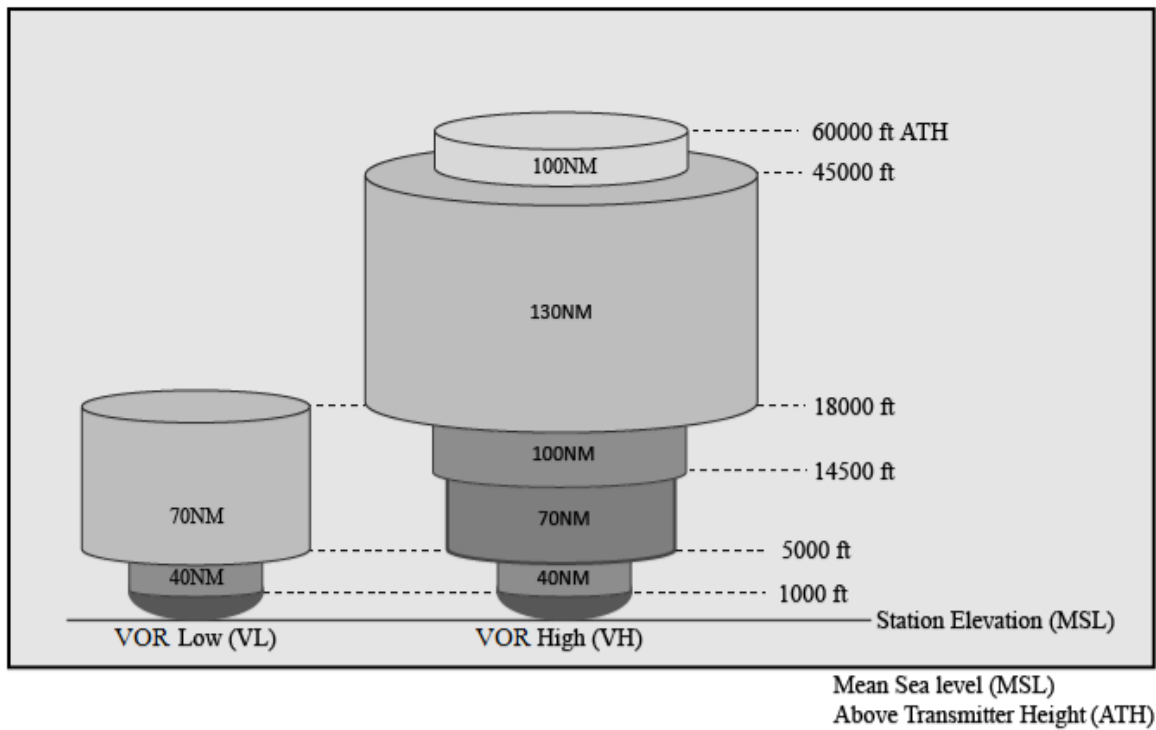 60000 ft ATH
100NM
45000 ft
130NM
18000 ft
100NM
14500 ft
70NM
70NM
5000 ft
40NM
40NM
1000 ft
Station Elevation (MSL)
VOR Low (VL)
VOR High (VH)
Mean Sea level (MSL)
Above Transmitter Height (ATH)